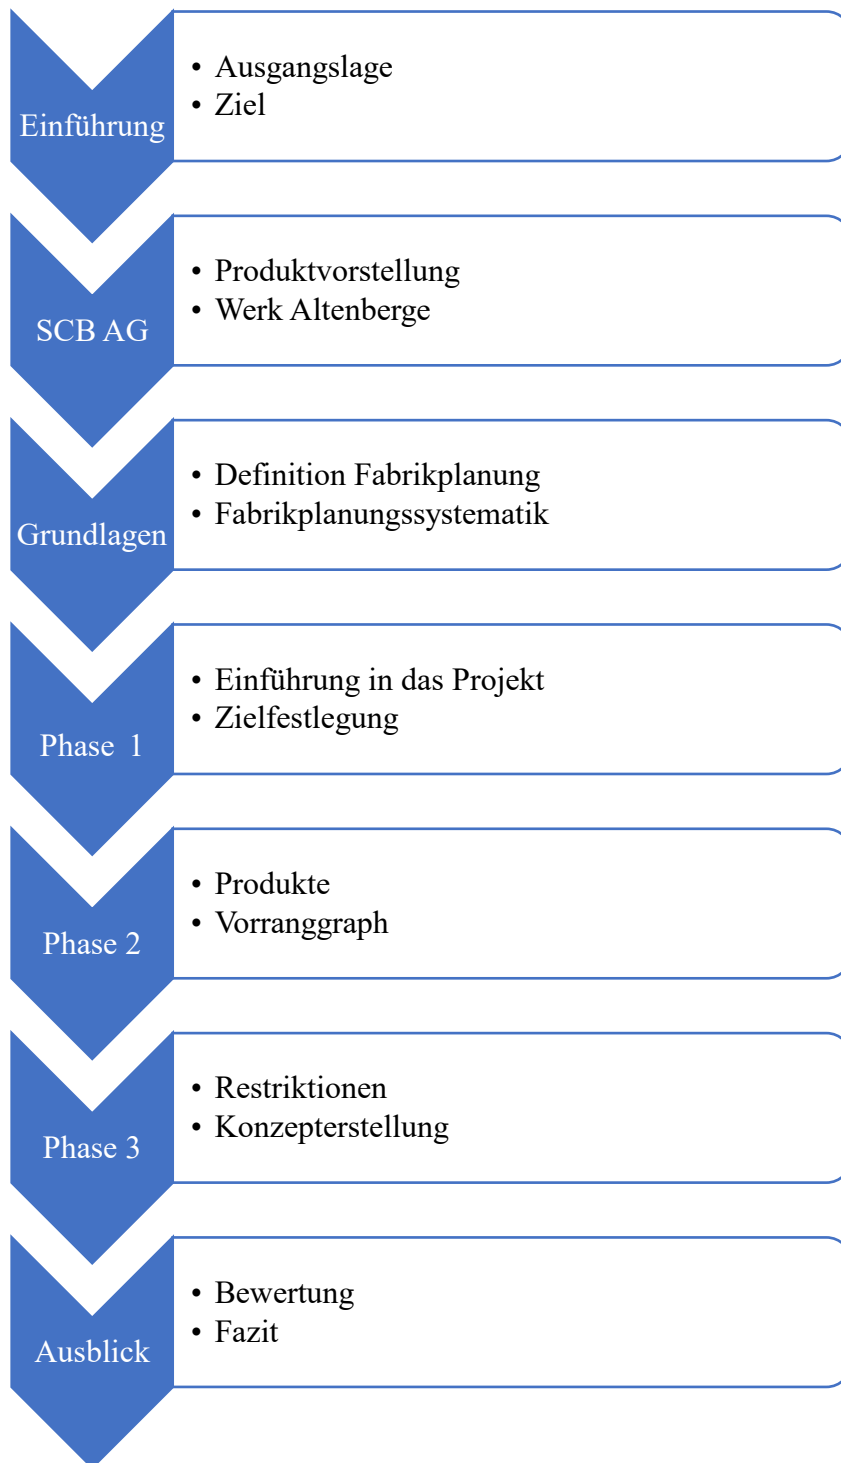 Einführung
• Ausgangslage
• Ziel
SCB AG
• Produktvorstellung
• Werk Altenberge
Grundlagen
• Definition Fabrikplanung
• Fabrikplanungssystematik
Phase 1
• Einführung in das Projekt
• Zielfestlegung
Phase 2
• Produkte
• Vorranggraph
Phase 3
• Restriktionen
• Konzepterstellung
Ausblick
• Bewertung
• Fazit